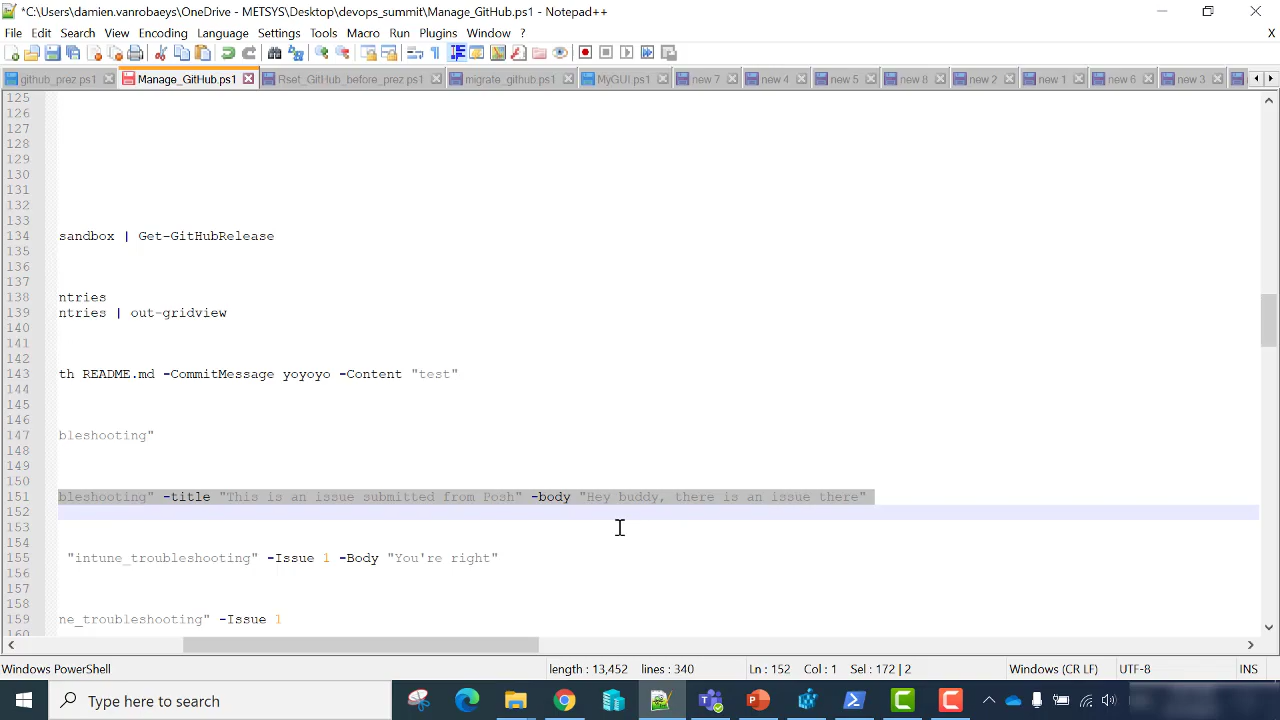 *C:\Users\damien.vanrobaeys\OneDrive - METSYS\Desktop\devops_summit\Manage_GitHub.ps1 - Notepad++
File Edit Search View Encoding Language Settings Tools Macro Run Plugins Window ? X
github_prez.ps1 Manage_GitHub.ps1 Rset_GitHub_before_prez.ps1 migrate_github.ps1 MyGUI.ps1 new 7 new 4 new 5 new 8 new 2 new 1 new 6 new 3
125
126
127
128
129
130
131
132
133
134 sandbox | Get-GitHubRelease
135
136
137
138 ntries
139 ntries | out-gridview
140
141
142
143 th README.md -CommitMessage yoyoyo -Content "test"
144
145
146
147 bleshooting"
148
149
150
151 bleshooting" -title "This is an issue submitted from Posh" -body "Hey buddy, there is an issue there"
152
153
154
155 "intune_troubleshooting" -Issue 1 -Body "You're right"
156
157
158
159 ne_troubleshooting" -Issue 1
160
Windows PowerShell length : 13,452 lines : 340 Ln : 152 Col : 1 Sel : 172 | 2 Windows (CR LF) UTF-8 INS
Type here to search